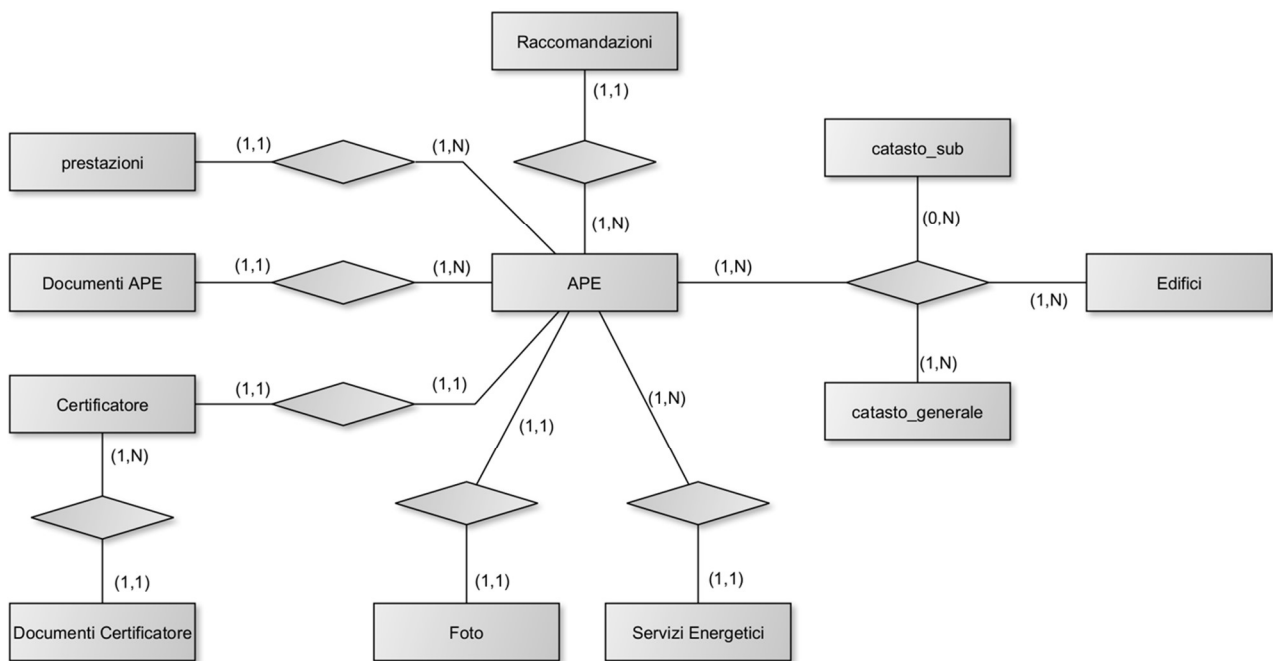 Raccomandazioni
(1,1)
prestazioni
(1,1)
(1,N)
catasto_sub
(1,N)
(0,N)
Documenti APE
(1,1)
(1,N)
APE
(1,N)
(1,N)
Edifici
Certificatore
(1,1)
(1,1)
(1,N)
(1,N)
catasto_generale
(1,N)
(1,1)
(1,1)
(1,1)
(1,1)
Documenti Certificatore
Foto
Servizi Energetici